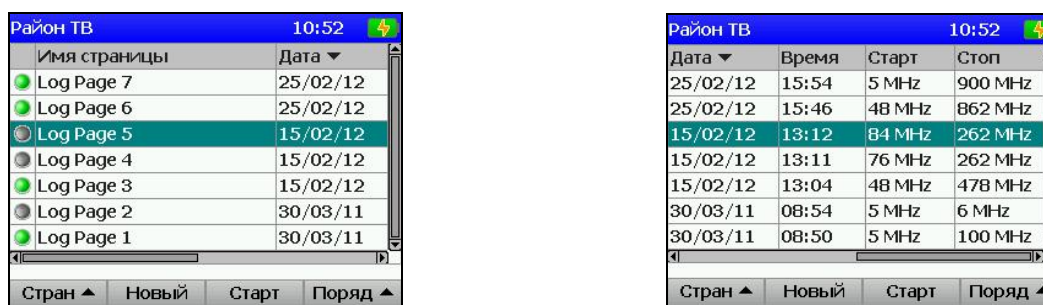 Район ТВ 10:52
Имя страницы Дата ▼
Log Page 7 25/02/12
Log Page 6 25/02/12
Log Page 5 15/02/12
Log Page 4 15/02/12
Log Page 3 15/02/12
Log Page 2 30/03/11
Log Page 1 30/03/11
Стран ▲ Новый Старт Поряд ▲
Район ТВ 10:52
Дата ▼ Время Старт Стоп
25/02/12 15:54 5 MHz 900 MHz
25/02/12 15:46 48 MHz 862 MHz
15/02/12 13:12 84 MHz 262 MHz
15/02/12 13:11 76 MHz 262 MHz
15/02/12 13:04 48 MHz 478 MHz
30/03/11 08:54 5 MHz 6 MHz
30/03/11 08:50 5 MHz 100 MHz
Стран ▲ Новый Старт Поряд ▲